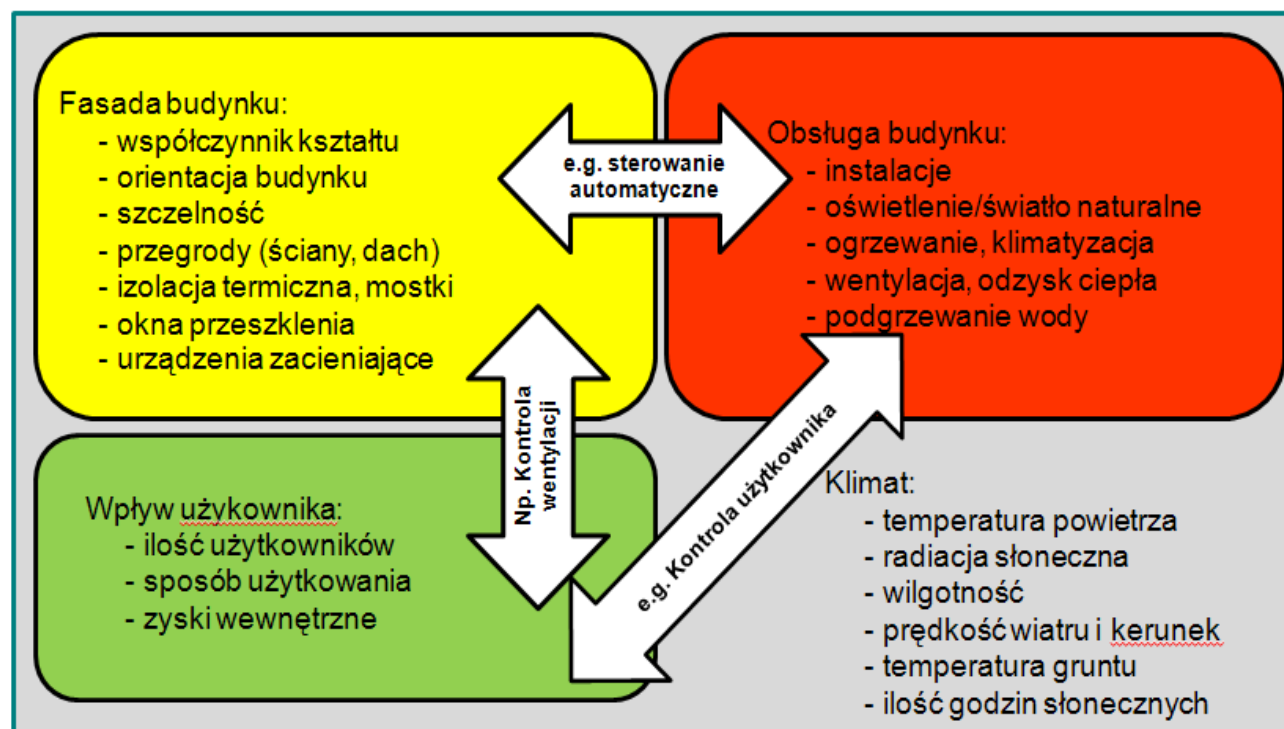 Fasada budynku:
- współczynnik kształtu
- orientacja budynku
- szczelność
- przegrody (ściany, dach)
- izolacja termiczna, mostki
- okna przeszklenia
- urządzenia zacieniające
e.g. sterowanie
automatyczne
Obsługa budynku:
- instalacje
- oświetlenie/światło naturalne
- ogrzewanie, klimatyzacja
- wentylacja, odzysk ciepła
- podgrzewanie wody
Np. Kontrola
wentylacji
e.g. Kontrola użytkownika
Wpływ użykownika:
- ilość użytkowników
- sposób użytkowania
- zyski wewnętrzne
Klimat:
- temperatura powietrza
- radiacja słoneczna
- wilgotność
- prędkość wiatru i kerunek
- temperatura gruntu
- ilość godzin słonecznych